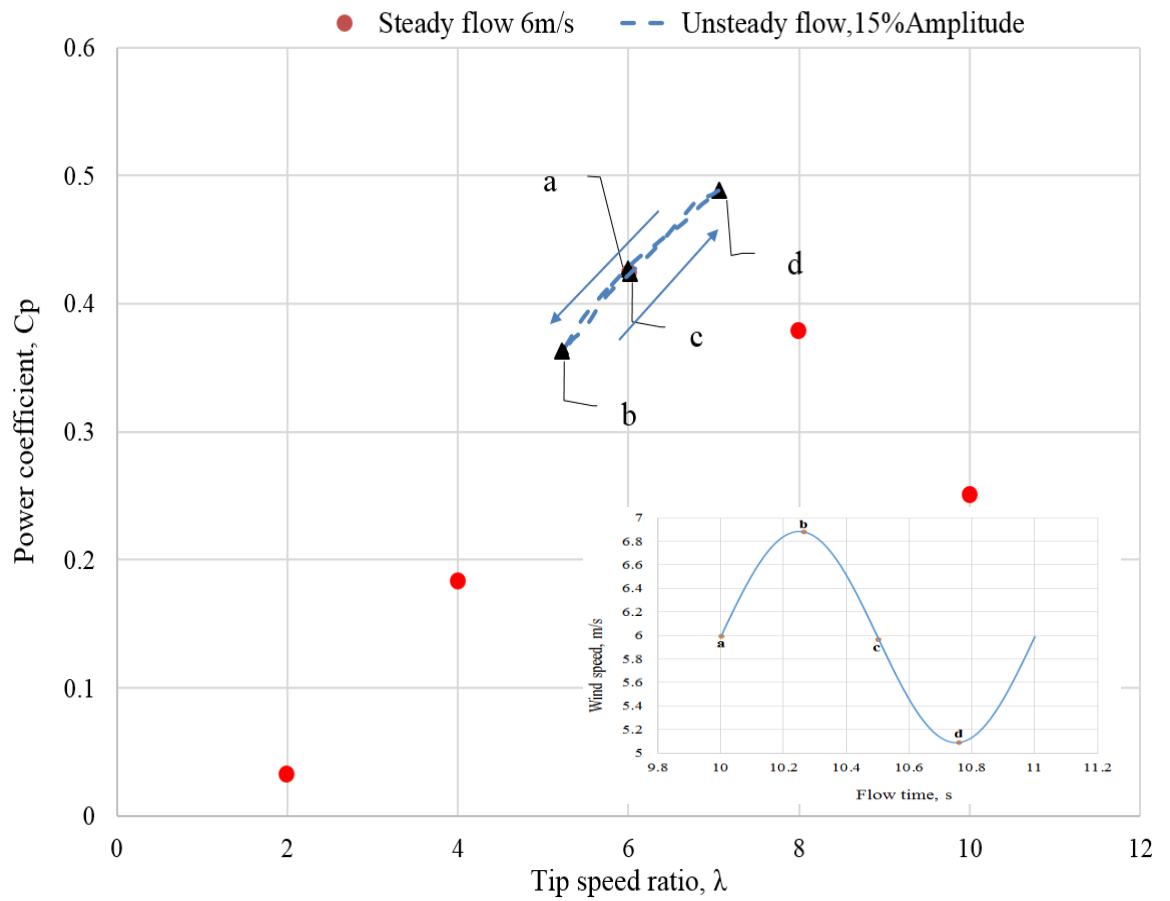 Steady flow 6m/s
Unsteady flow,15%Amplitude
0.6
0.5
0.4
0.3
0.2
0.1
0
Power coefficient, Cp
a
d
c
b
7
6.8
6.6
6.4
6.2
6
5.8
5.6
5.4
5.2
5
Wind speed, m/s
b
a
c
d
9.8 10 10.2 10.4 10.6 10.8 11 11.2
Flow time, s
0 2 4 6 8 10 12
Tip speed ratio, λ